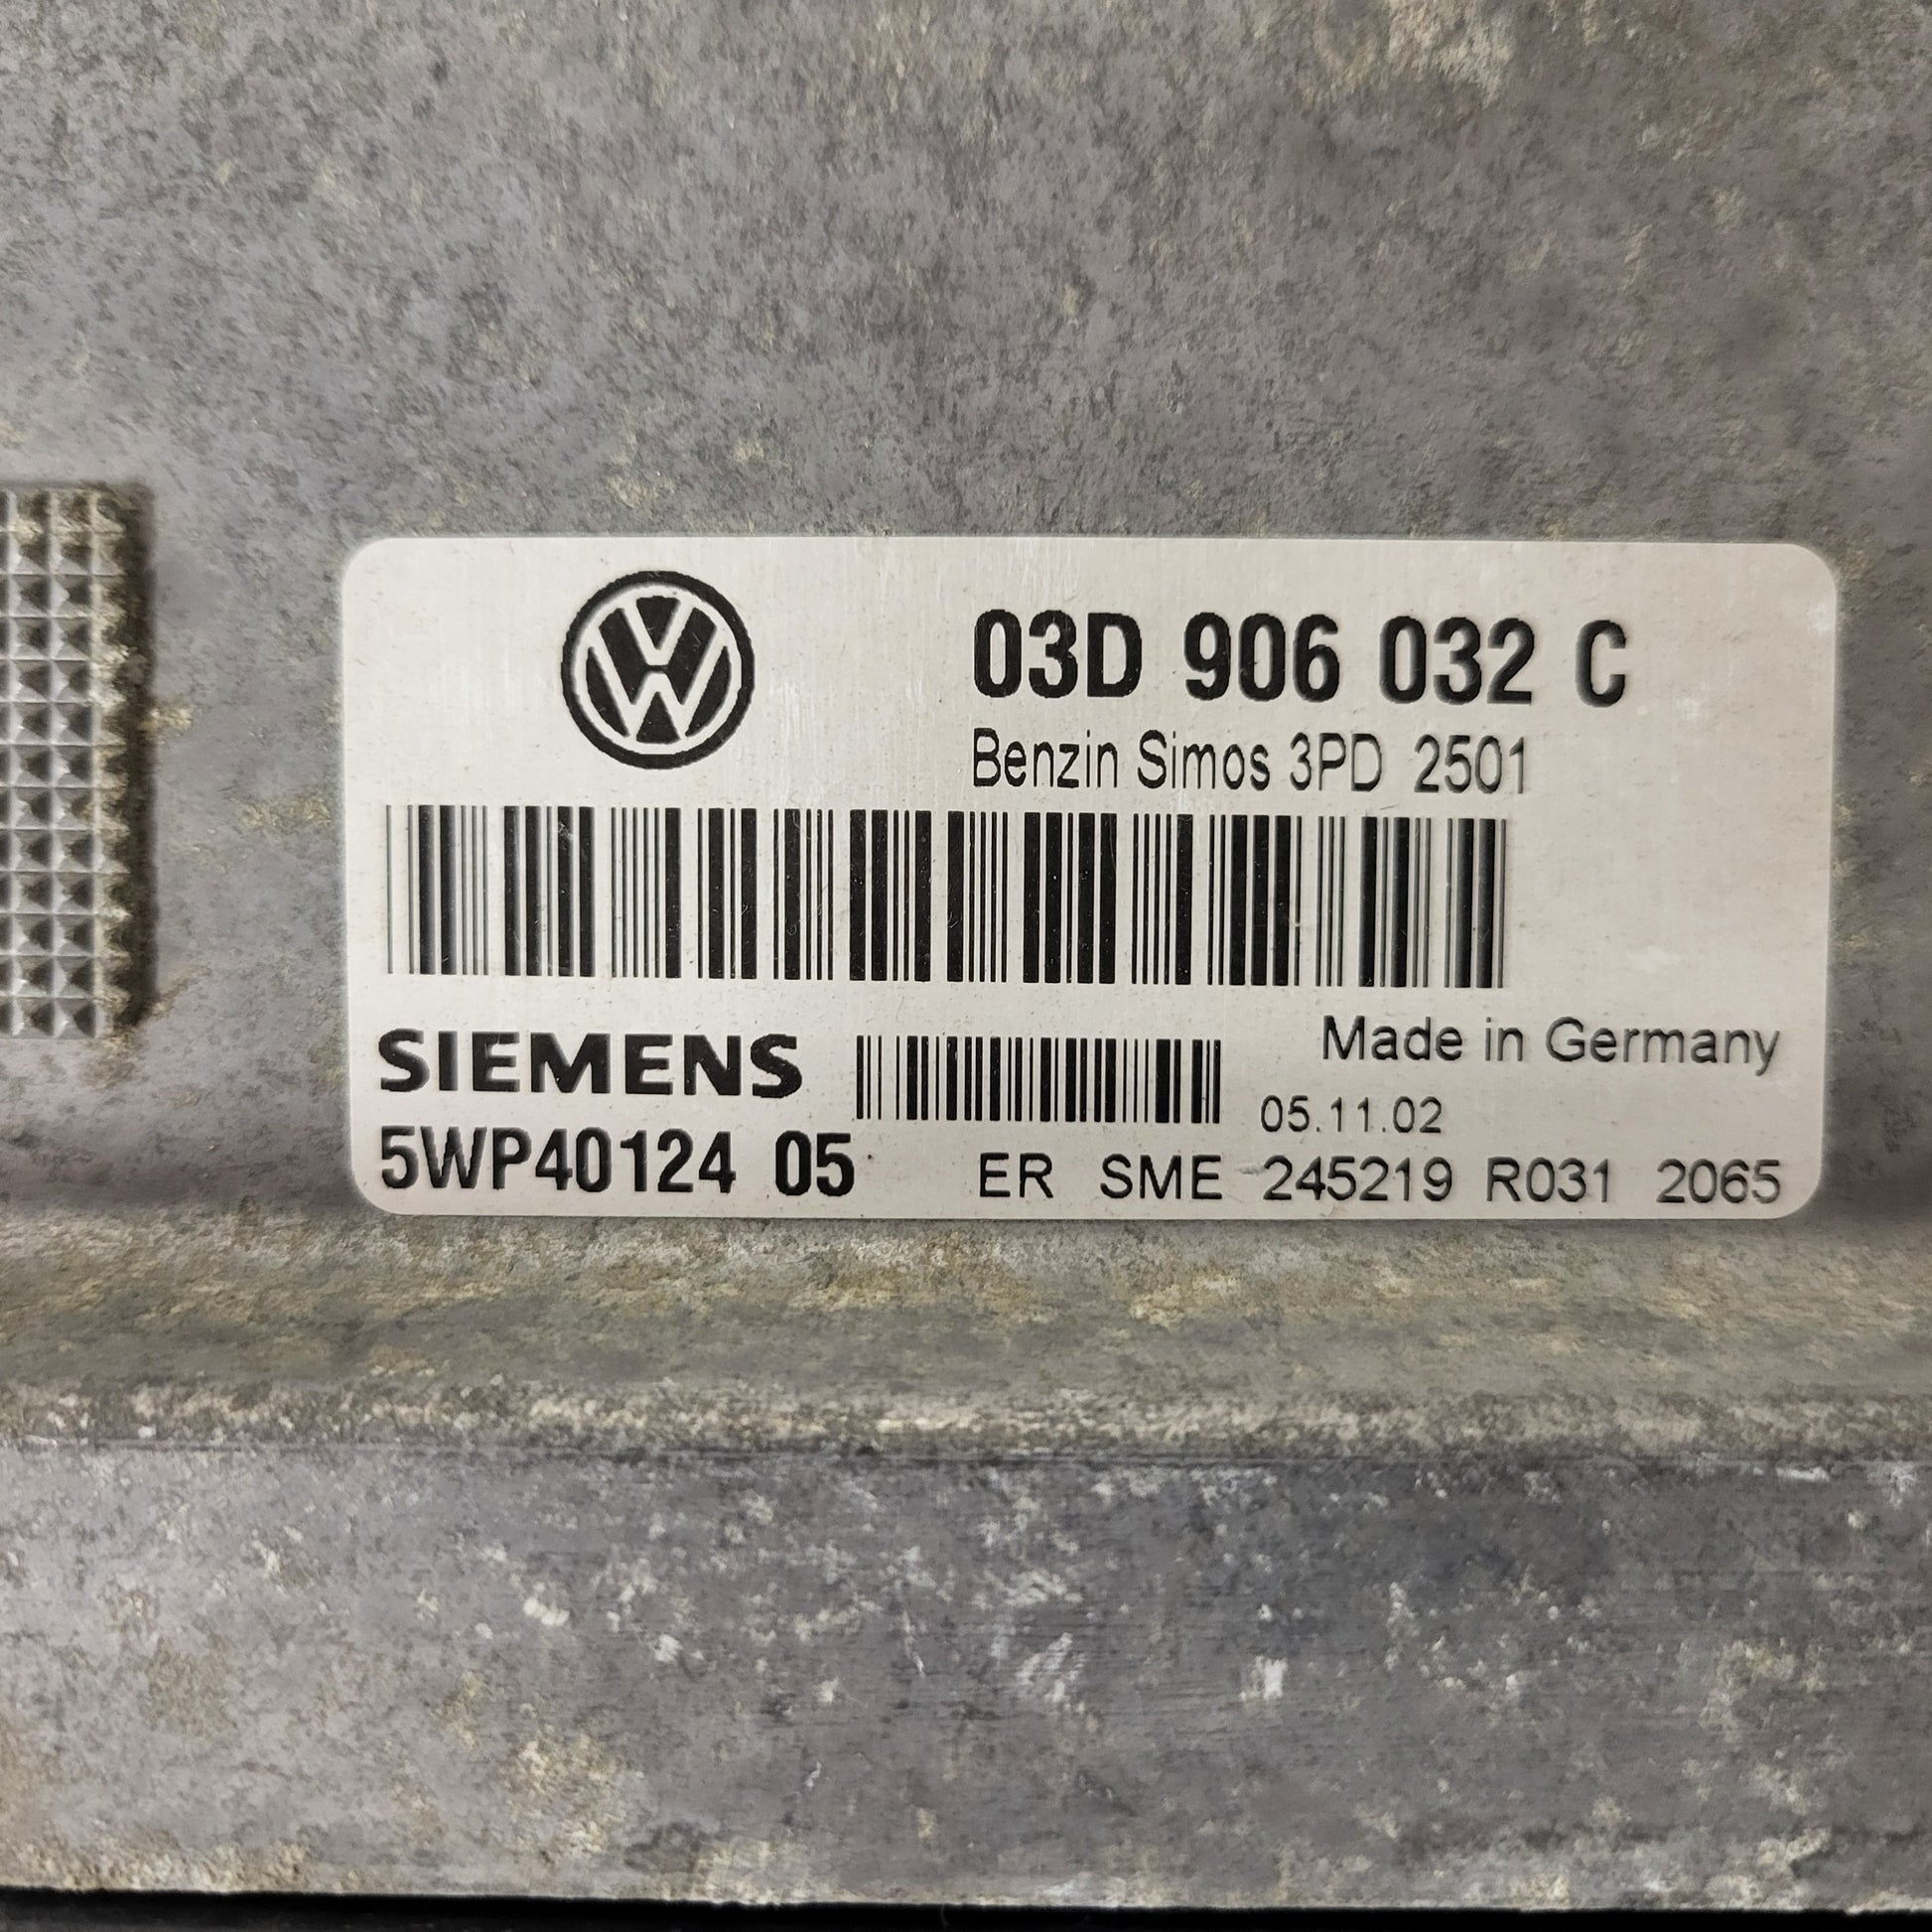 03D 906 032 C
Benzin Simos 3PD 2501
SIEMENS
Made in Germany
05.11.02
5WP40124 05 ER SME 245219 R031 2065